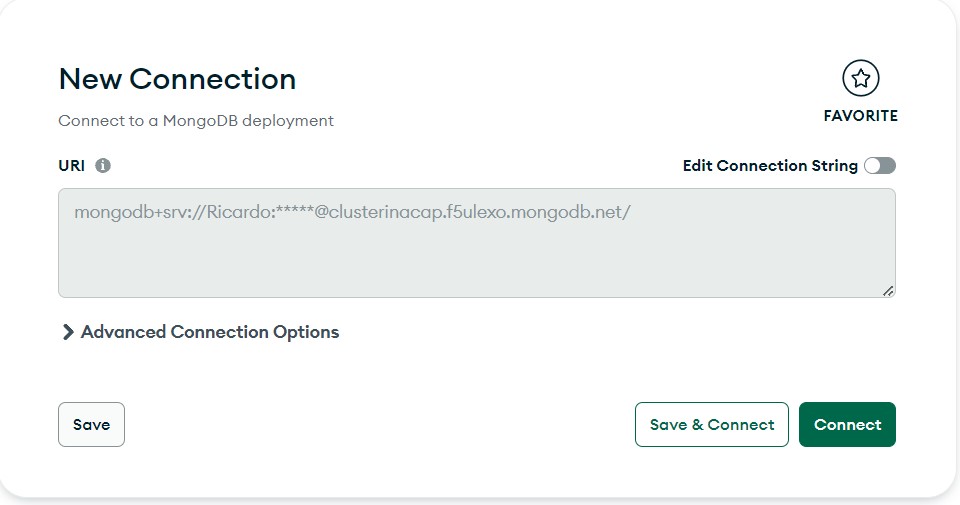 New Connection
FAVORITE
Connect to a MongoDB deployment
URI
Edit Connection String
mongodb+srv://Ricardo:*****@clusterinacap.f5ulexo.mongodb.net/
Advanced Connection Options
Save
Save & Connect
Connect